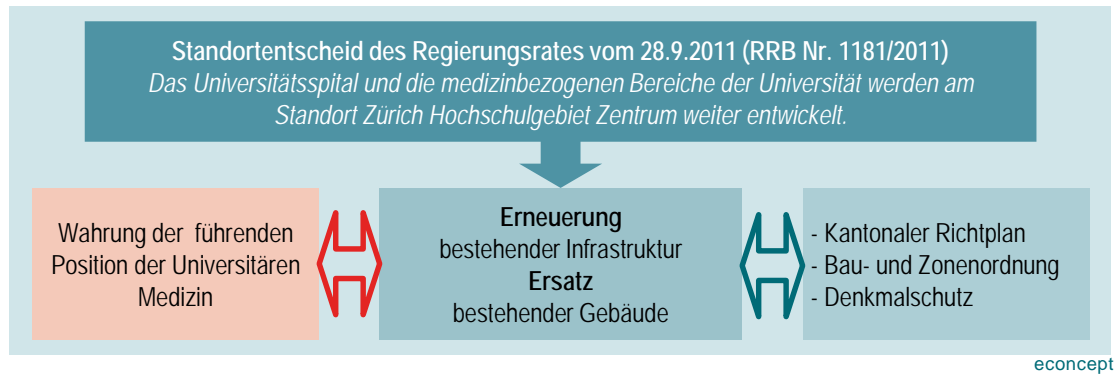 Standortentscheid des Regierungsrates vom 28.9.2011 (RRB Nr. 1181/2011)
Das Universitätsspital und die medizinbezogenen Bereiche der Universität werden am
Standort Zürich Hochschulgebiet Zentrum weiter entwickelt.
Wahrung der führenden
Position der Universitären
Medizin
Erneuerung
bestehender Infrastruktur
Ersatz
bestehender Gebäude
- Kantonaler Richtplan
- Bau- und Zonenordnung
- Denkmalschutz
econcept